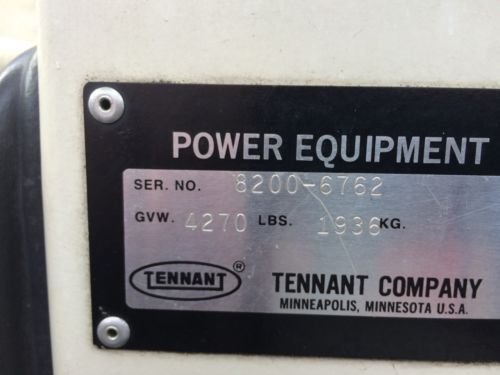 POWER EQUIPMENT
SER. NO. 8200-6762
GVW. 4270 LBS. 1936 KG.
TENNANT ® TENNANT COMPANY
MINNEAPOLIS, MINNESOTA U.S.A.